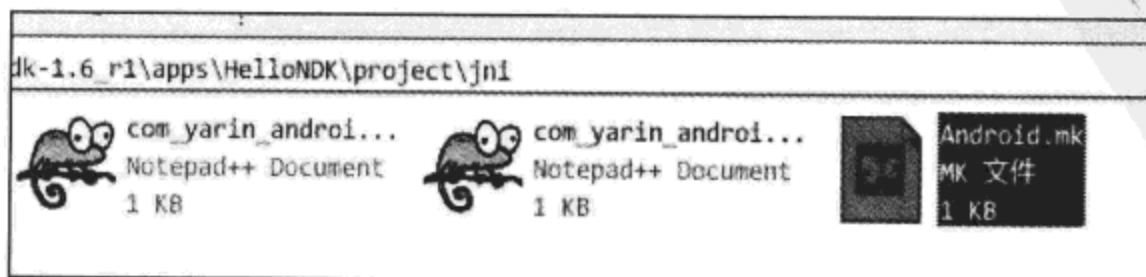 dk-1.6_r1\apps\HelloNDK\project\jni
com_yarin_androi...
Notepad++ Document
1 KB
com_yarin_androi...
Notepad++ Document
1 KB
Android.mk
MK 文件
1 KB